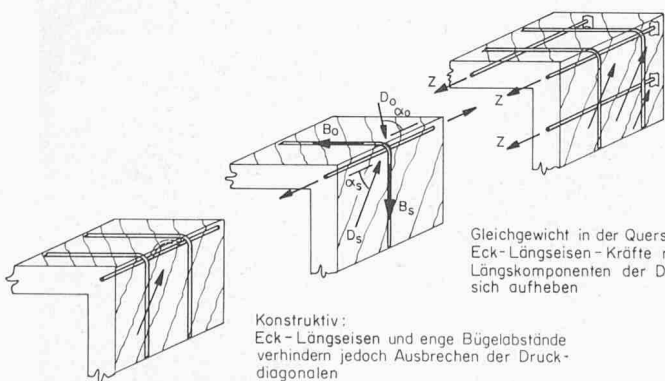 Z
Z
Z
Z
D₀
α₀
B₀
αₛ
Dₛ
Bₛ
Gleichgewicht in der Quers
Eck-Längseisen-Kräfte
Längskomponenten der D
sich aufheben
Konstruktiv:
Eck-Längseisen und enge Bügelabstände
verhindern jedoch Ausbrechen der Druck-
diagonalen